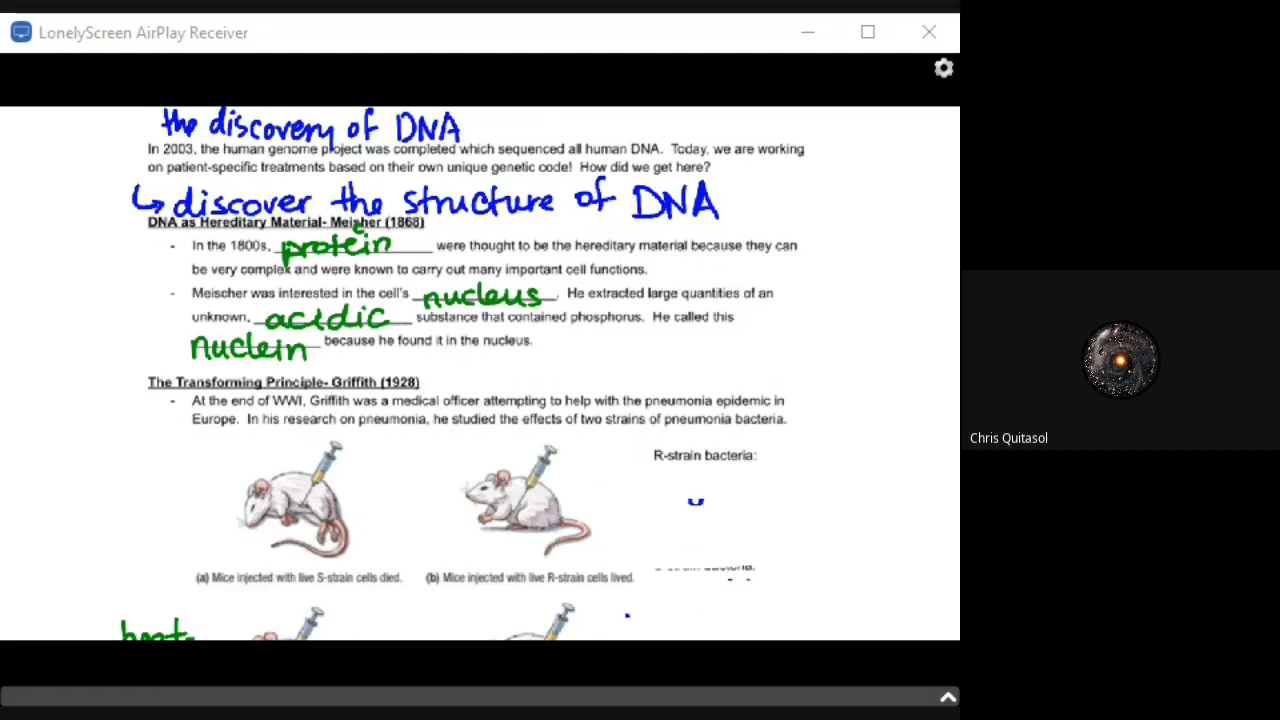 LonelyScreen AirPlay Receiver
the discovery of DNA
In 2003, the human genome project was completed which sequenced all human DNA. Today, we are working
on patient-specific treatments based on their own unique genetic code! How did we get here?
↳ discover the structure of DNA
DNA as Hereditary Material- Meisher (1868)
- In the 1800s, protein were thought to be the hereditary material because they can
be very complex and were known to carry out many important cell functions.
- Meischer was interested in the cell's nucleus. He extracted large quantities of an
unknown, acidic substance that contained phosphorus. He called this
nuclein because he found it in the nucleus.
The Transforming Principle- Griffith (1928)
- At the end of WWI, Griffith was a medical officer attempting to help with the pneumonia epidemic in
Europe. In his research on pneumonia, he studied the effects of two strains of pneumonia bacteria.
R-strain bacteria:
(a) Mice injected with live S-strain cells died. (b) Mice injected with live R-strain cells lived.
Chris Quitasol